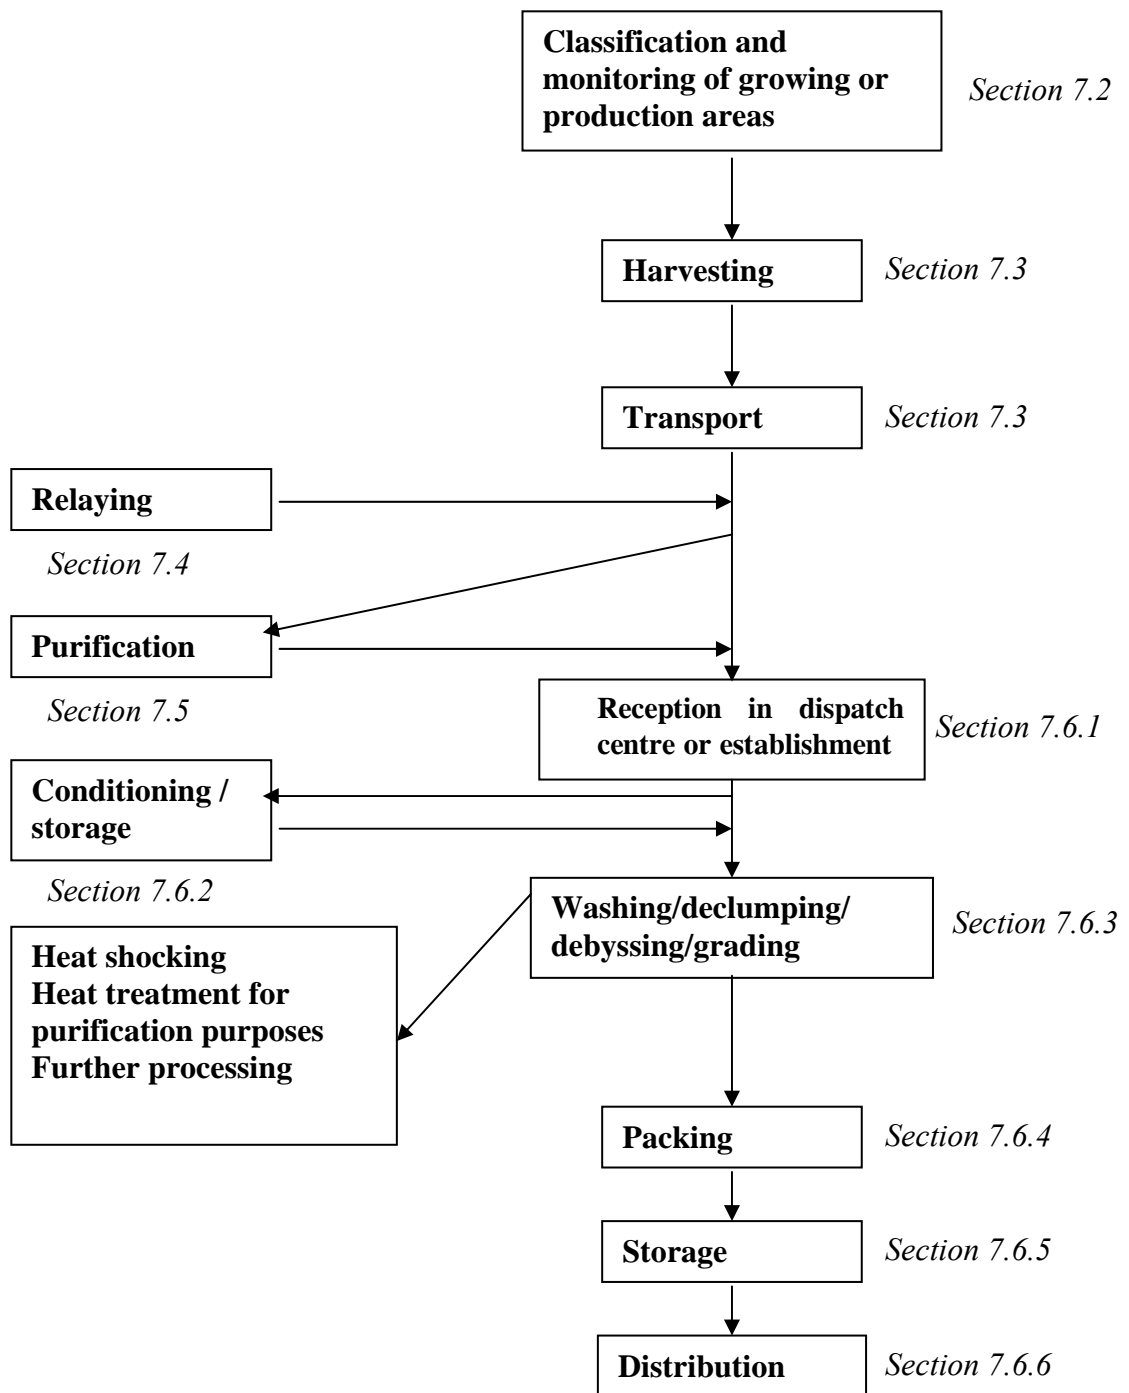 Classification and
monitoring of growing or
production areas
Section 7.2
Harvesting
Section 7.3
Transport
Section 7.3
Relaying
Section 7.4
Purification
Section 7.5
Reception in dispatch
centre or establishment
Section 7.6.1
Conditioning /
storage
Section 7.6.2
Washing/declumping/
debyssing/grading
Section 7.6.3
Heat shocking
Heat treatment for
purification purposes
Further processing
Packing
Section 7.6.4
Storage
Section 7.6.5
Distribution
Section 7.6.6